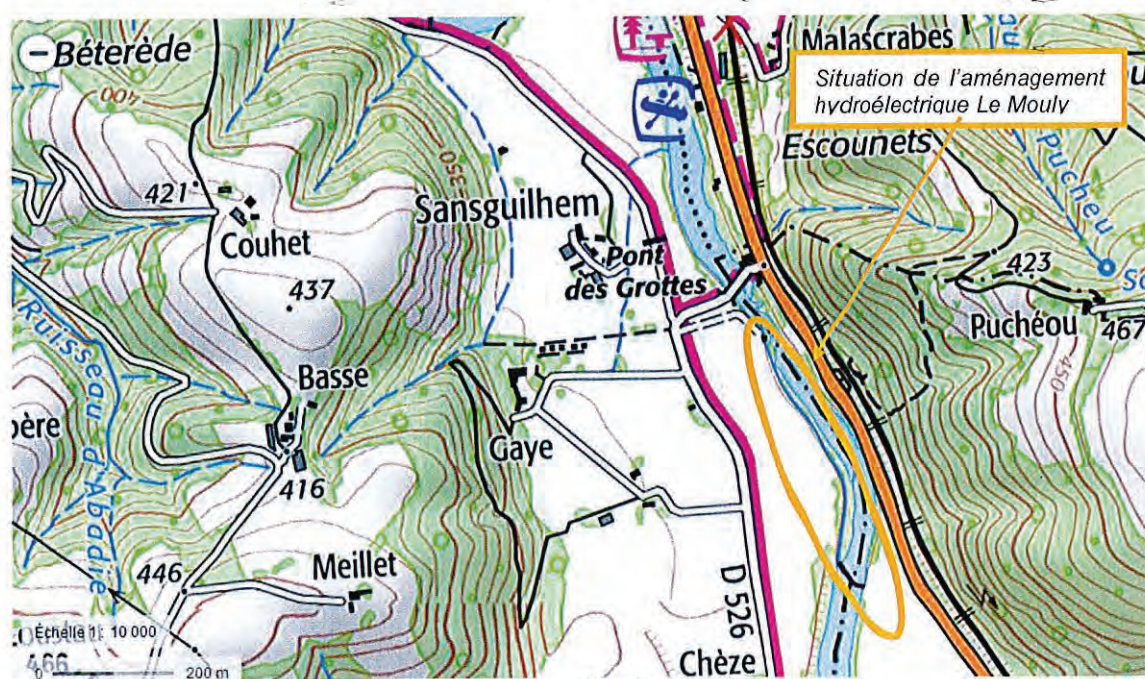 Béterède
Malascrabes
Situation de l'aménagement
hydroélectrique Le Mouly
400
350
Escounets
Pucheu
421
Couhet
Sansguilhem
Pont
des Grottes
423
Puchéou
467
437
450
Ruisseau d'Abadie
Basse
Gaye
416
446
Meillet
D 526
Chèze
Échelle 1 : 10 000
466
0 200 m